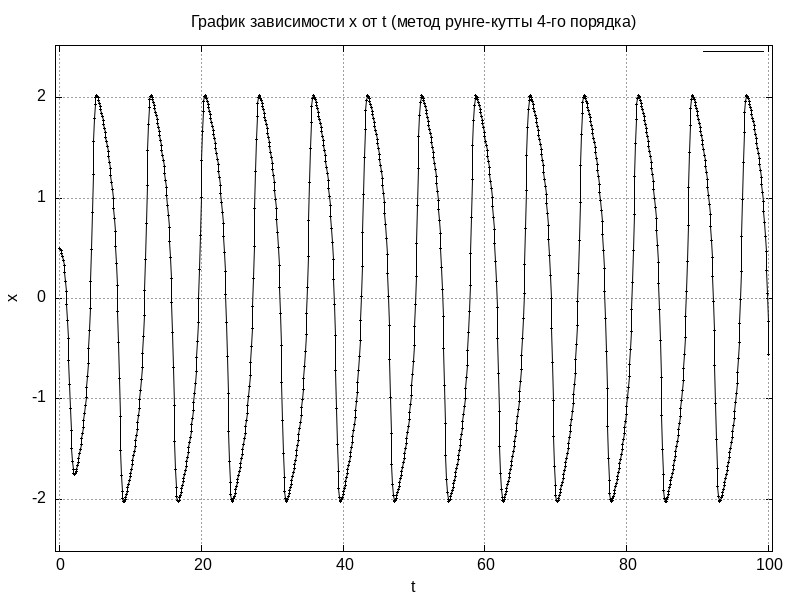 График зависимости x от t (метод рунге-кутты 4-го порядка)
2
1
0
-1
-2
x
0 20 40 60 80 100
t